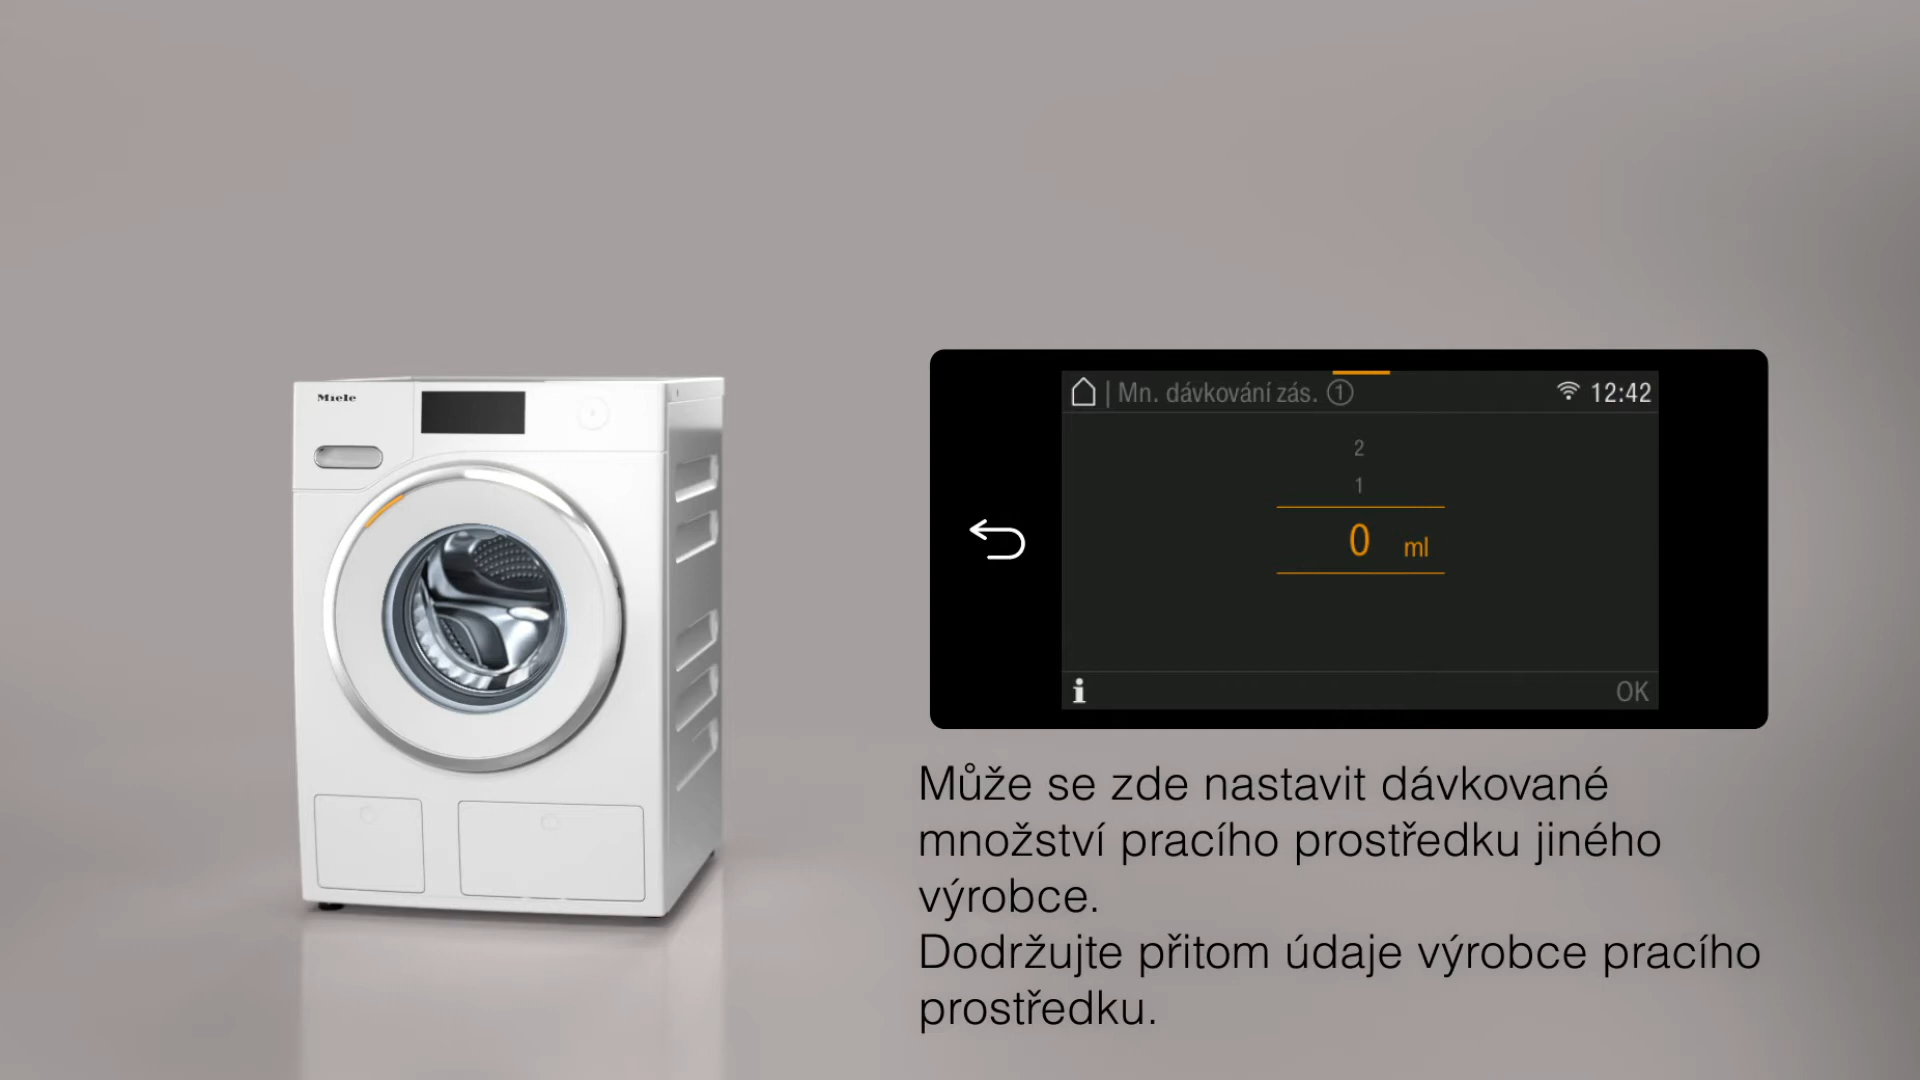 Miele
| Mn. dávkování zás. ① 12:42
2
1
0 ml
i OK
Může se zde nastavit dávkované
množství pracího prostředku jiného
výrobce.
Dodržujte přitom údaje výrobce pracího
prostředku.